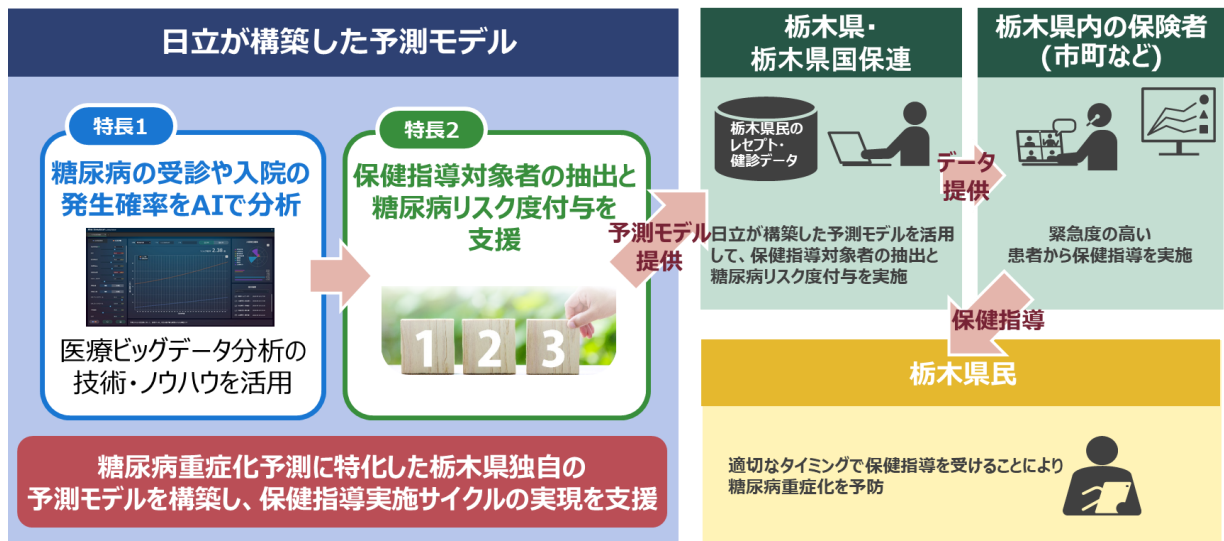 日立が構築した予測モデル
特長1
糖尿病の受診や入院の
発生確率をAIで分析
医療ビッグデータ分析の
技術・ノウハウを活用
特長2
保健指導対象者の抽出と
糖尿病リスク度付与を
支援
1 2 3
糖尿病重症化予測に特化した栃木県独自の
予測モデルを構築し、保健指導実施サイクルの実現を支援
予測モデル
提供
栃木県・
栃木県国保連
栃木県民の
レセプト・
健診データ
日立が構築した予測モデルを活用
して、保健指導対象者の抽出と
糖尿病リスク度付与を実施
データ
提供
栃木県内の保険者
(市町など)
緊急度の高い
患者から保健指導を実施
保健指導
栃木県民
適切なタイミングで保健指導を受けることにより
糖尿病重症化を予防